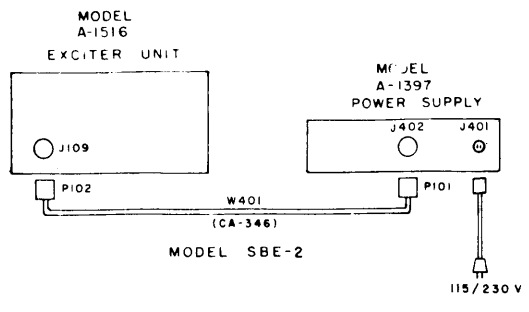 MODEL
A-1516
EXCITER UNIT
A-1397
POWER SUPPLY
J109
J402
J401
P102
W401
(CA-346)
P101
MODEL SBE-2
115/230 V